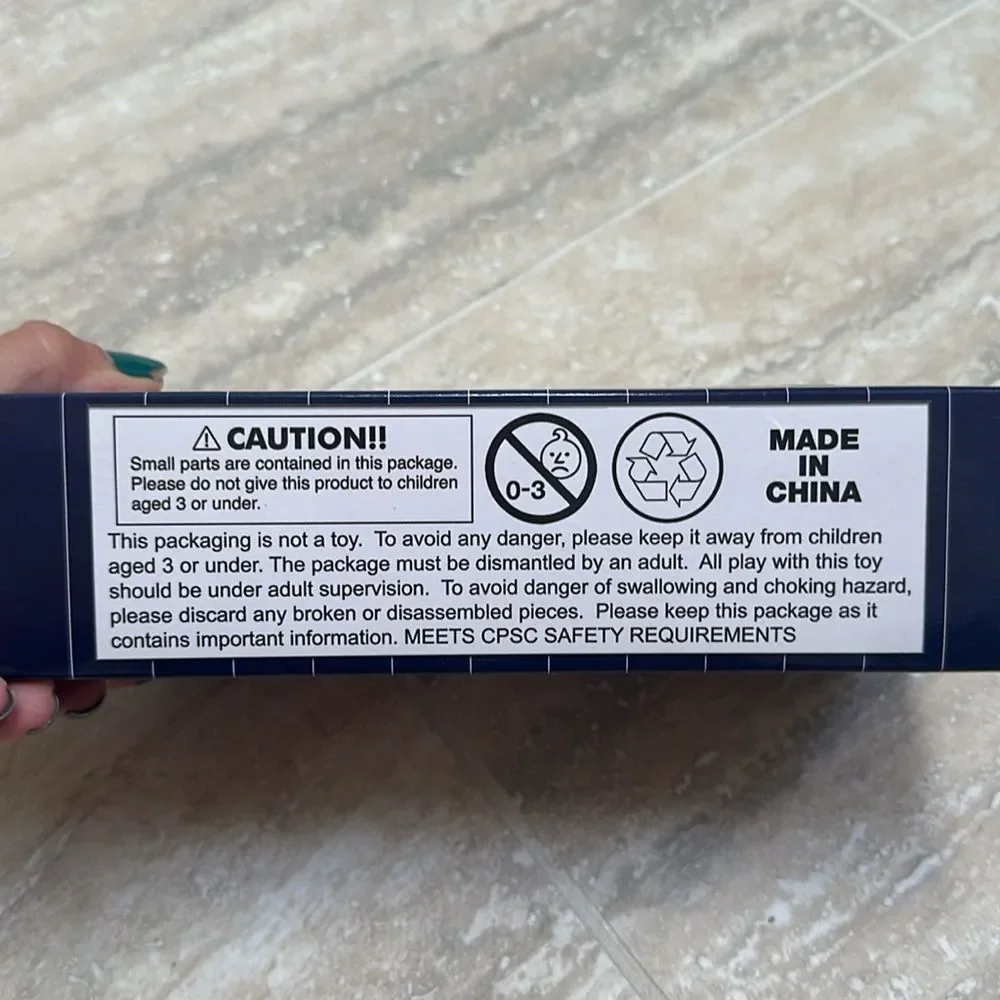 ⚠ CAUTION!!
Small parts are contained in this package.
Please do not give this product to children
aged 3 or under.
0-3
MADE
IN
CHINA
This packaging is not a toy. To avoid any danger, please keep it away from children
aged 3 or under. The package must be dismantled by an adult. All play with this toy
should be under adult supervision. To avoid danger of swallowing and choking hazard,
please discard any broken or disassembled pieces. Please keep this package as it
contains important information. MEETS CPSC SAFETY REQUIREMENTS